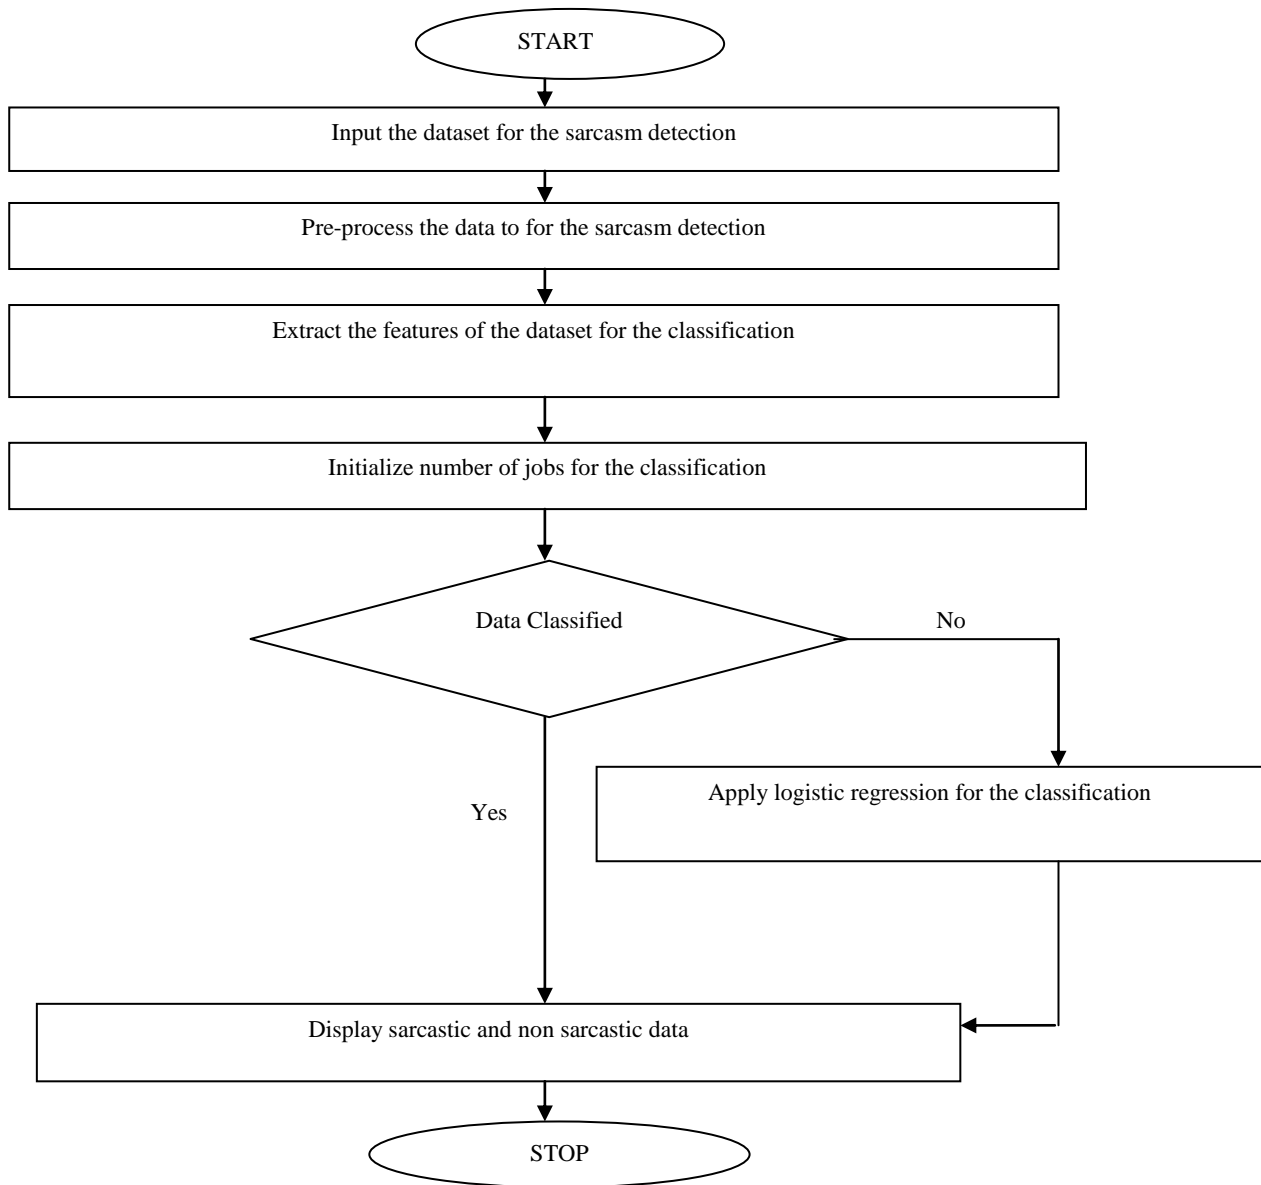 START
Input the dataset for the sarcasm detection
Pre-process the data to for the sarcasm detection
Extract the features of the dataset for the classification
Initialize number of jobs for the classification
Data Classified
No
Apply logistic regression for the classification
Yes
Display sarcastic and non sarcastic data
STOP